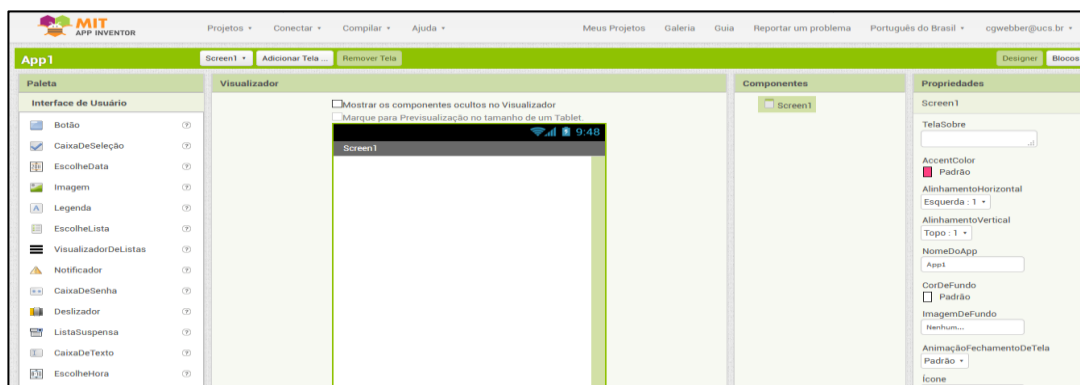 MIT
APP INVENTOR
Projetos Conectar Compilar Ajuda Meus Projetos Galeria Guia Reportar um problema Português do Brasil cgwebber@ucs.br
App1 Screen1 Adicionar Tela ... Remover Tela Designer Blocos
Paleta Visualizador Componentes Propriedades
Interface de Usuário
Botão
CaixaDeSeleção
EscolheData
Imagem
Legenda
EscolheLista
VisualizadorDeListas
Notificador
CaixaDeSenha
Deslizador
ListaSuspensa
CaixaDeTexto
EscolheHora
Mostrar os componentes ocultos no Visualizador
Marque para Previsualização no tamanho de um Tablet.
9:48
Screen1
Screen1
Screen1
TelaSobre
AccentColor
Padrão
AlinhamentoHorizontal
Esquerda : 1
AlinhamentoVertical
Topo : 1
NomeDoApp
App1
CorDeFundo
Padrão
ImagemDeFundo
Nenhum...
AnimaçãoFechamentoDeTela
Padrão
Ícone